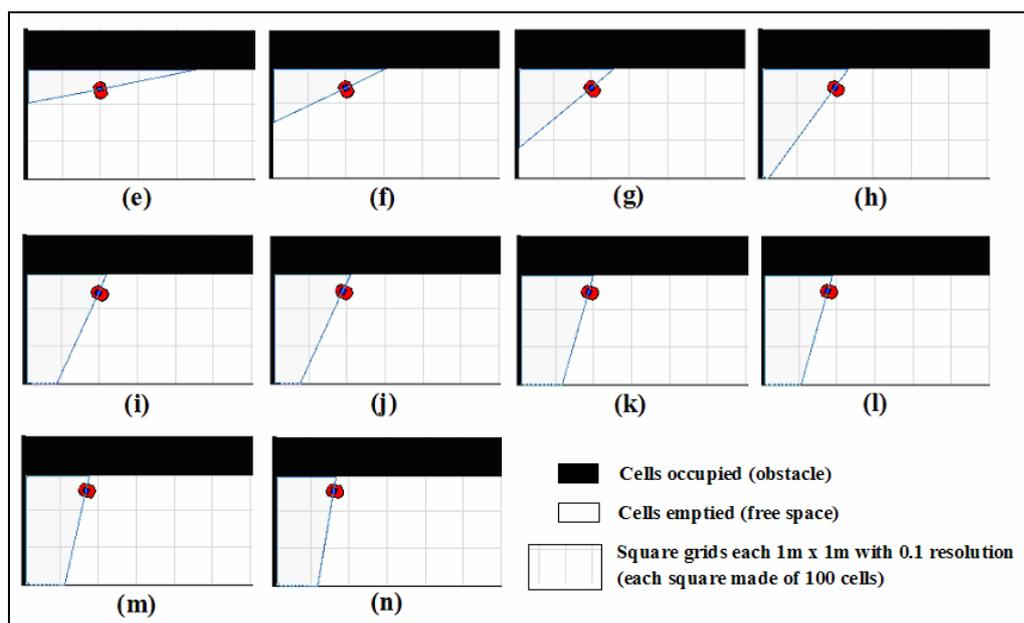 (e) (f) (g) (h)
(i) (j) (k) (l)
Cells occupied (obstacle)
Cells emptied (free space)
Square grids each 1m x 1m with 0.1 resolution
(each square made of 100 cells)
(m) (n)